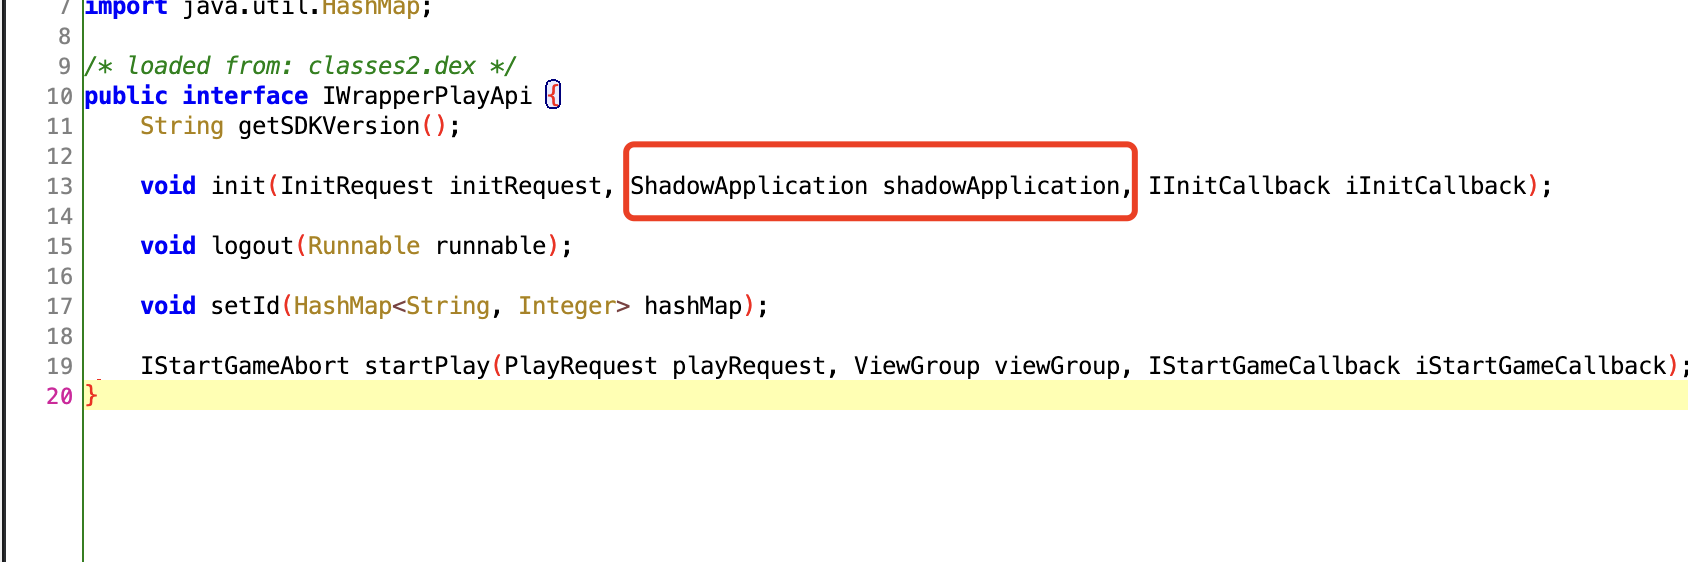 7 import java.util.HashMap;
8
9 /* loaded from: classes2.dex */
10 public interface IWrapperPlayApi {
11     String getSDKVersion();
12
13     void init(InitRequest initRequest, ShadowApplication shadowApplication, IInitCallback iInitCallback);
14
15     void logout(Runnable runnable);
16
17     void setId(HashMap<String, Integer> hashMap);
18
19     IStartGameAbort startPlay(PlayRequest playRequest, ViewGroup viewGroup, IStartGameCallback iStartGameCallback);
20 }